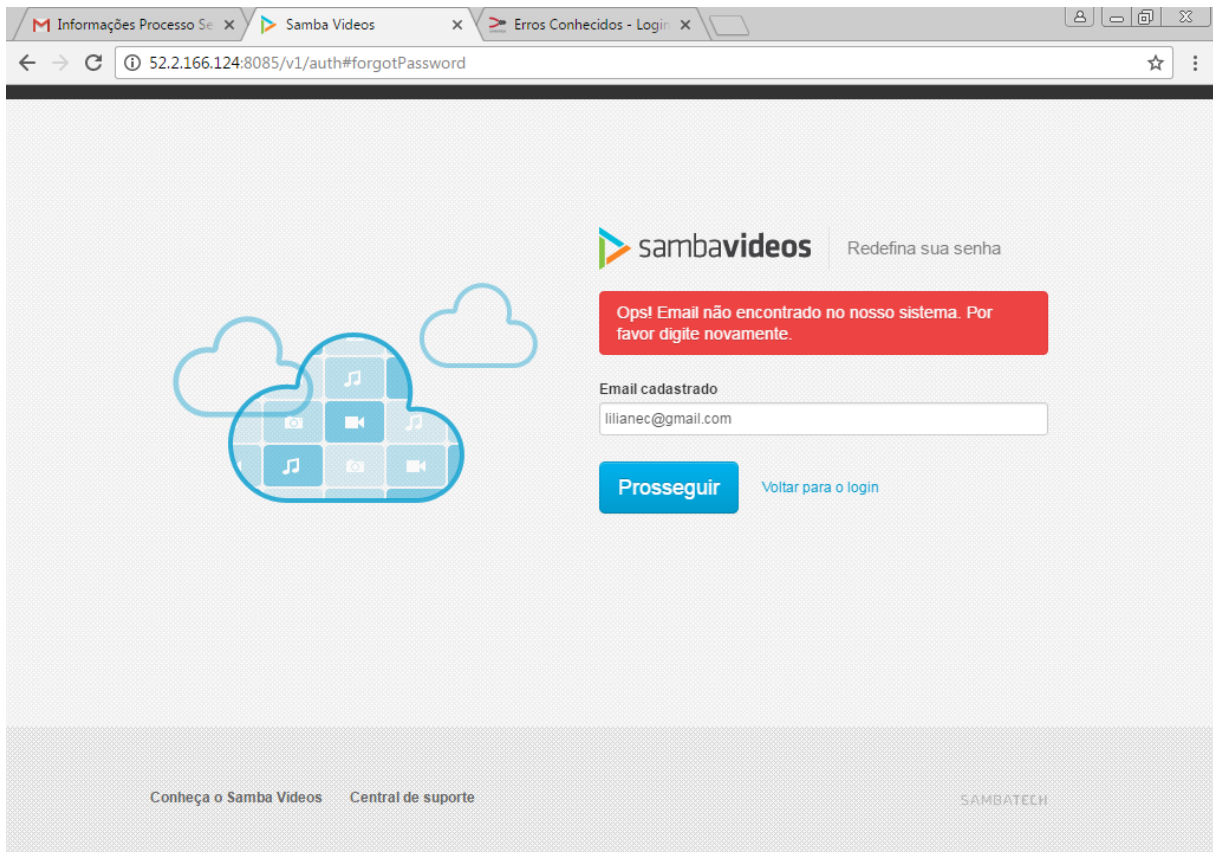 Informações Processo Se
Samba Videos
Erros Conhecidos - Login
52.2.166.124:8085/v1/auth#forgotPassword
sambavideos
Redefina sua senha
Ops! Email não encontrado no nosso sistema. Por
favor digite novamente.
Email cadastrado
lilianec@gmail.com
Prosseguir
Voltar para o login
Conheça o Samba Videos
Central de suporte
SAMBATECH